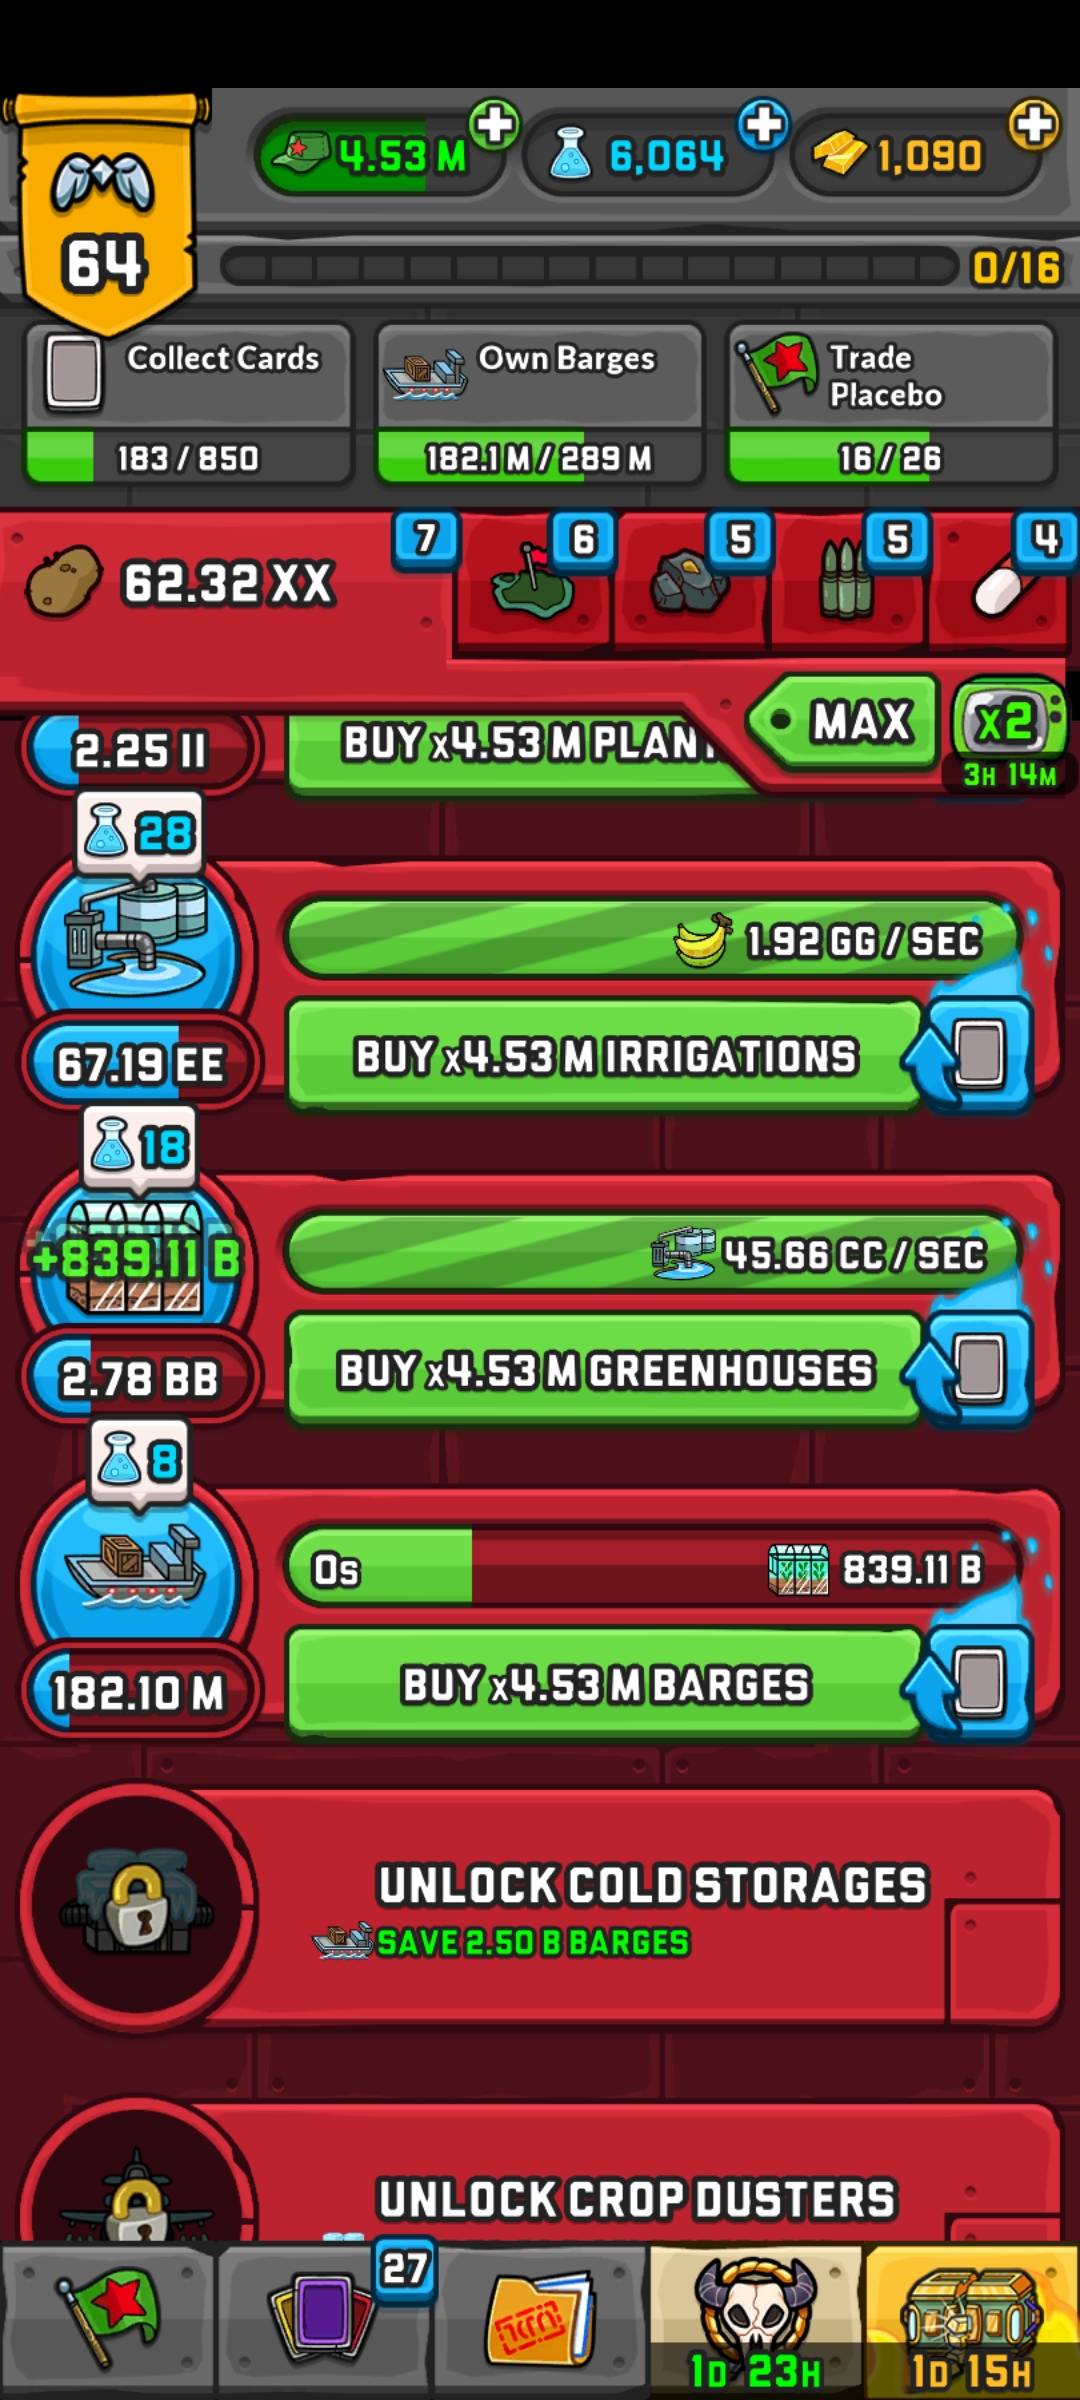 4.53 M
6,064
1,090
64
0/16
Collect Cards
183 / 850
Own Barges
182.1 M / 289 M
Trade
Placebo
16 / 26
62.32 XX
7
6
5
5
4
MAX
X2
3H 14M
2.25 II
BUY x4.53 M PLANT
28
1.92 GG / SEC
67.19 EE
BUY x4.53 M IRRIGATIONS
18
+839.11 B
45.66 CC / SEC
2.78 BB
BUY x4.53 M GREENHOUSES
8
0s
839.11 B
182.10 M
BUY x4.53 M BARGES
UNLOCK COLD STORAGES
SAVE 2.50 B BARGES
UNLOCK CROP DUSTERS
27
1D 23H
1D 15H